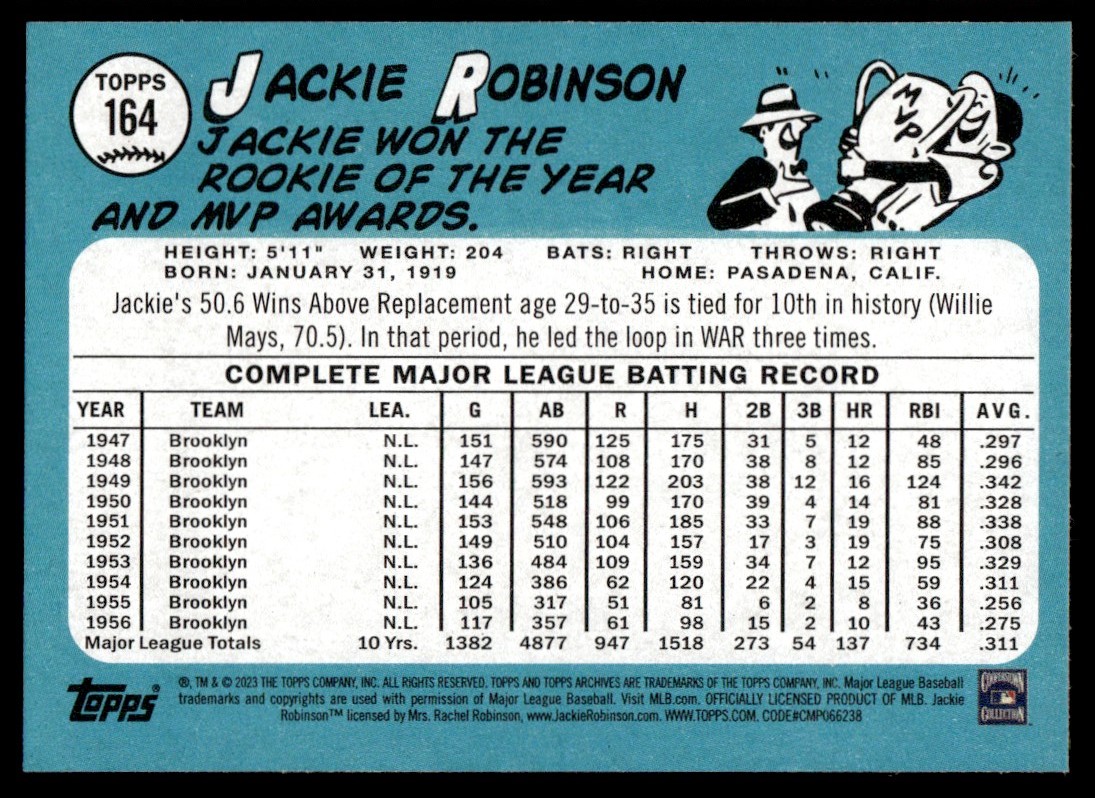 TOPPS
164
JACKIE ROBINSON
JACKIE WON THE
ROOKIE OF THE YEAR
AND MVP AWARDS.
MVP
HEIGHT: 5'11" WEIGHT: 204 BATS: RIGHT THROWS: RIGHT
BORN: JANUARY 31, 1919 HOME: PASADENA, CALIF.
Jackie's 50.6 Wins Above Replacement age 29-to-35 is tied for 10th in history (Willie
Mays, 70.5). In that period, he led the loop in WAR three times.
COMPLETE MAJOR LEAGUE BATTING RECORD
YEAR TEAM LEA. G AB R H 2B 3B HR RBI AVG.
1947 Brooklyn N.L. 151 590 125 175 31 5 12 48 .297
1948 Brooklyn N.L. 147 574 108 170 38 8 12 85 .296
1949 Brooklyn N.L. 156 593 122 203 38 12 16 124 .342
1950 Brooklyn N.L. 144 518 99 170 39 4 14 81 .328
1951 Brooklyn N.L. 153 548 106 185 33 7 19 88 .338
1952 Brooklyn N.L. 149 510 104 157 17 3 19 75 .308
1953 Brooklyn N.L. 136 484 109 159 34 7 12 95 .329
1954 Brooklyn N.L. 124 386 62 120 22 4 15 59 .311
1955 Brooklyn N.L. 105 317 51 81 6 2 8 36 .256
1956 Brooklyn N.L. 117 357 61 98 15 2 10 43 .275
Major League Totals 10 Yrs. 1382 4877 947 1518 273 54 137 734 .311
topps®
®, TM & © 2023 THE TOPPS COMPANY, INC. ALL RIGHTS RESERVED. TOPPS AND TOPPS ARCHIVES ARE TRADEMARKS OF THE TOPPS COMPANY, INC. Major League Baseball
trademarks and copyrights are used with permission of Major League Baseball. Visit MLB.com. OFFICIALLY LICENSED PRODUCT OF MLB. Jackie
Robinson™ licensed by Mrs. Rachel Robinson, www.JackieRobinson.com. WWW.TOPPS.COM. CODE#CMP066238
COOPERSTOWN
COLLECTION